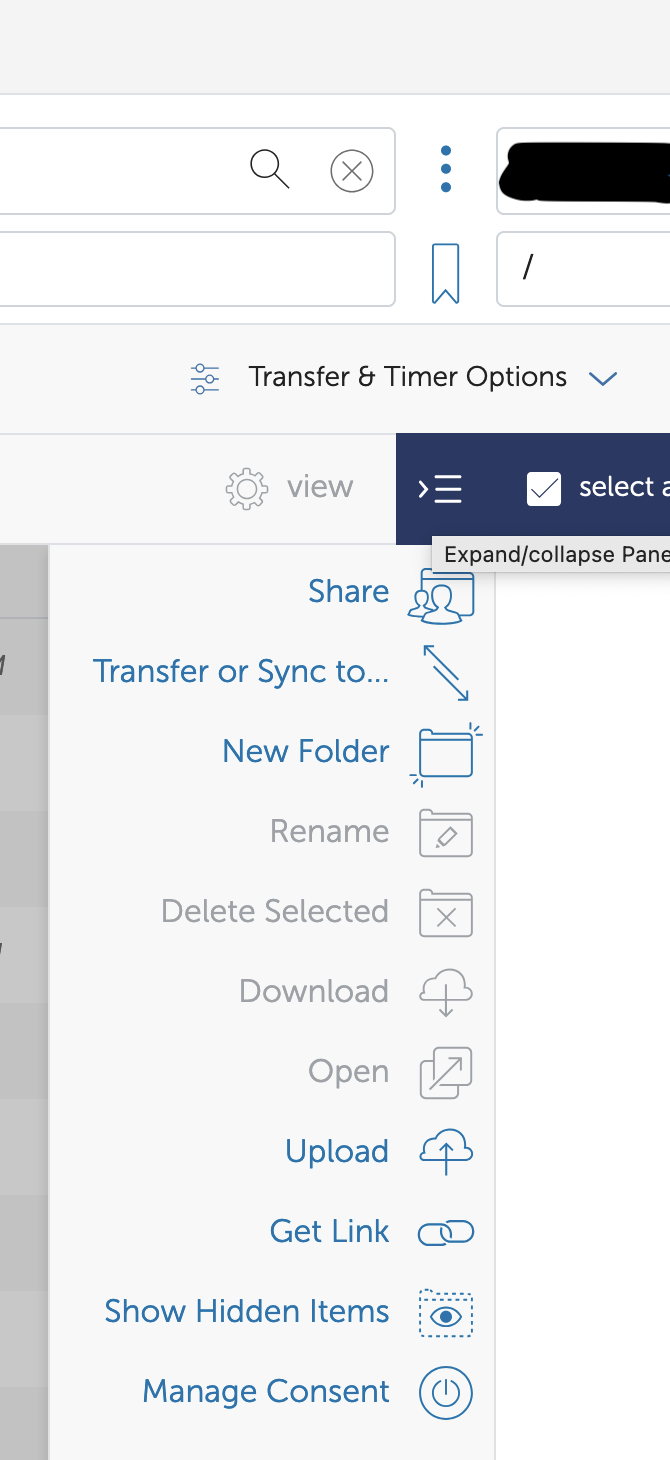 /
Transfer & Timer Options
view
select a
Expand/collapse Pane
Share
Transfer or Sync to...
New Folder
Rename
Delete Selected
Download
Open
Upload
Get Link
Show Hidden Items
Manage Consent